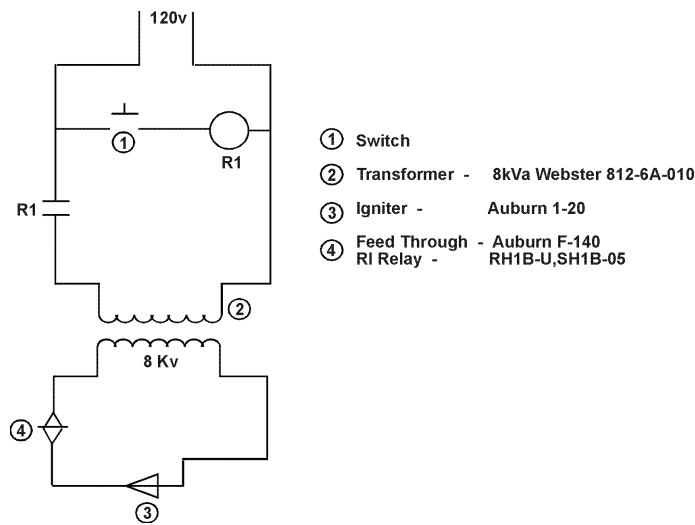 120v
1
R1
R1
2
8 Kv
4
3
1 Switch
2 Transformer - 8kVa Webster 812-6A-010
3 Igniter - Auburn 1-20
4 Feed Through - Auburn F-140
RI Relay - RH1B-U,SH1B-05